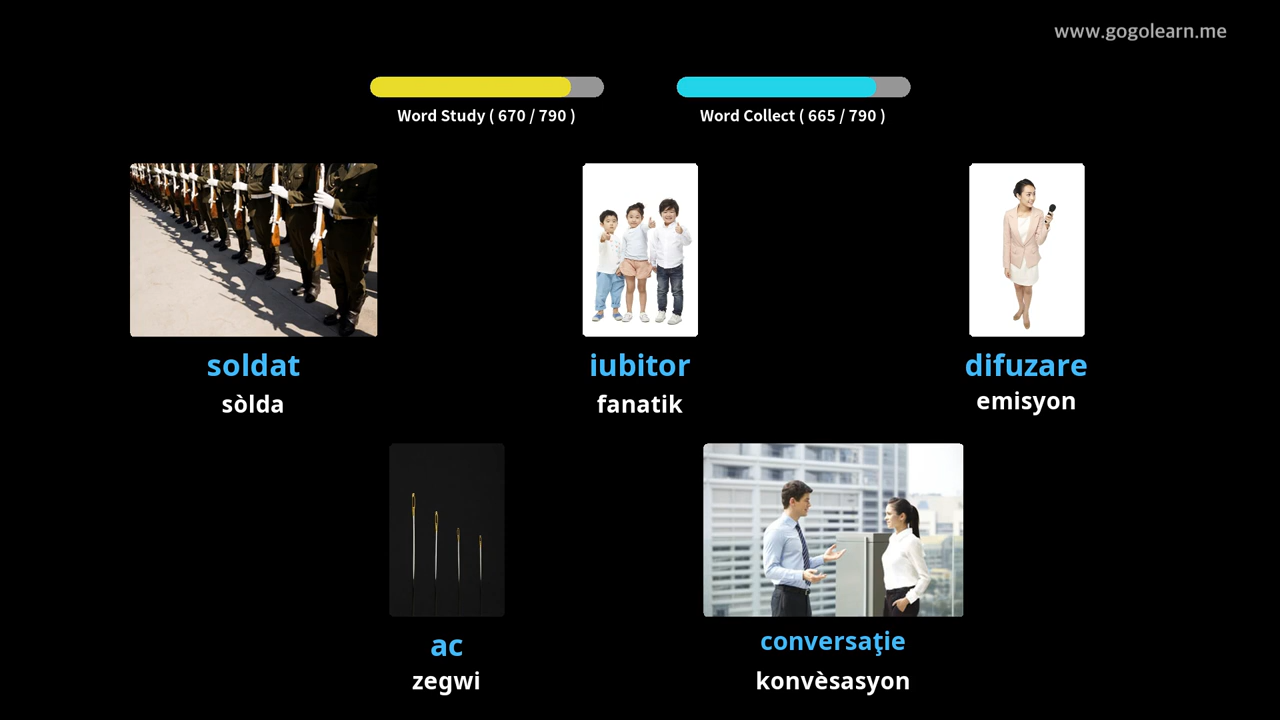 www.gogolearn.me
Word Study ( 670 / 790 )
Word Collect ( 665 / 790 )
soldat
sòlda
iubitor
fanatik
difuzare
emisyon
ac
zegwi
conversaţie
konvèsasyon